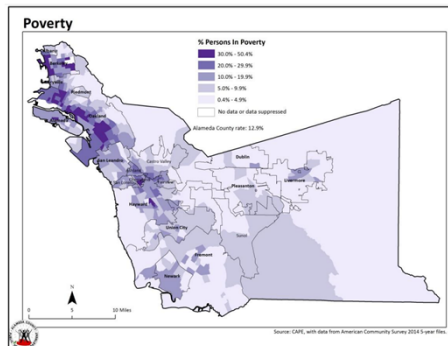 Poverty
% Persons In Poverty
30.0% - 50.4%
20.0% - 29.9%
10.0% - 19.9%
5.0% - 9.9%
0.4% - 4.9%
No data or data suppressed
Alameda County rate: 12.9%
Piedmont
Oakland
San Leandro
Castro Valley
Dublin
Livermore
Pleasanton
Hayward
Union City
Sunol
Fremont
Newark
N
0 5 10 Miles
Source: CAPE, with data from American Community Survey 2014 5-year files.